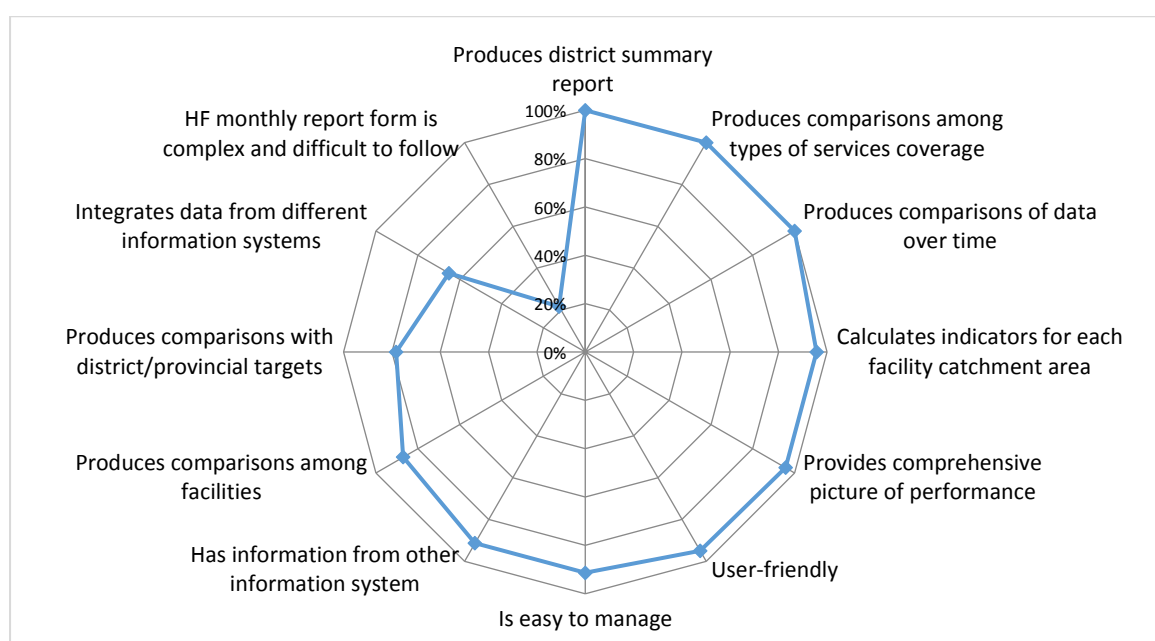 Produces district summary
report
100%
80%
60%
40%
20%
0%
Produces comparisons among
types of services coverage
Produces comparisons of data
over time
Calculates indicators for each
facility catchment area
Provides comprehensive
picture of performance
User-friendly
Is easy to manage
Has information from other
information system
Produces comparisons among
facilities
Produces comparisons with
district/provincial targets
Integrates data from different
information systems
HF monthly report form is
complex and difficult to follow